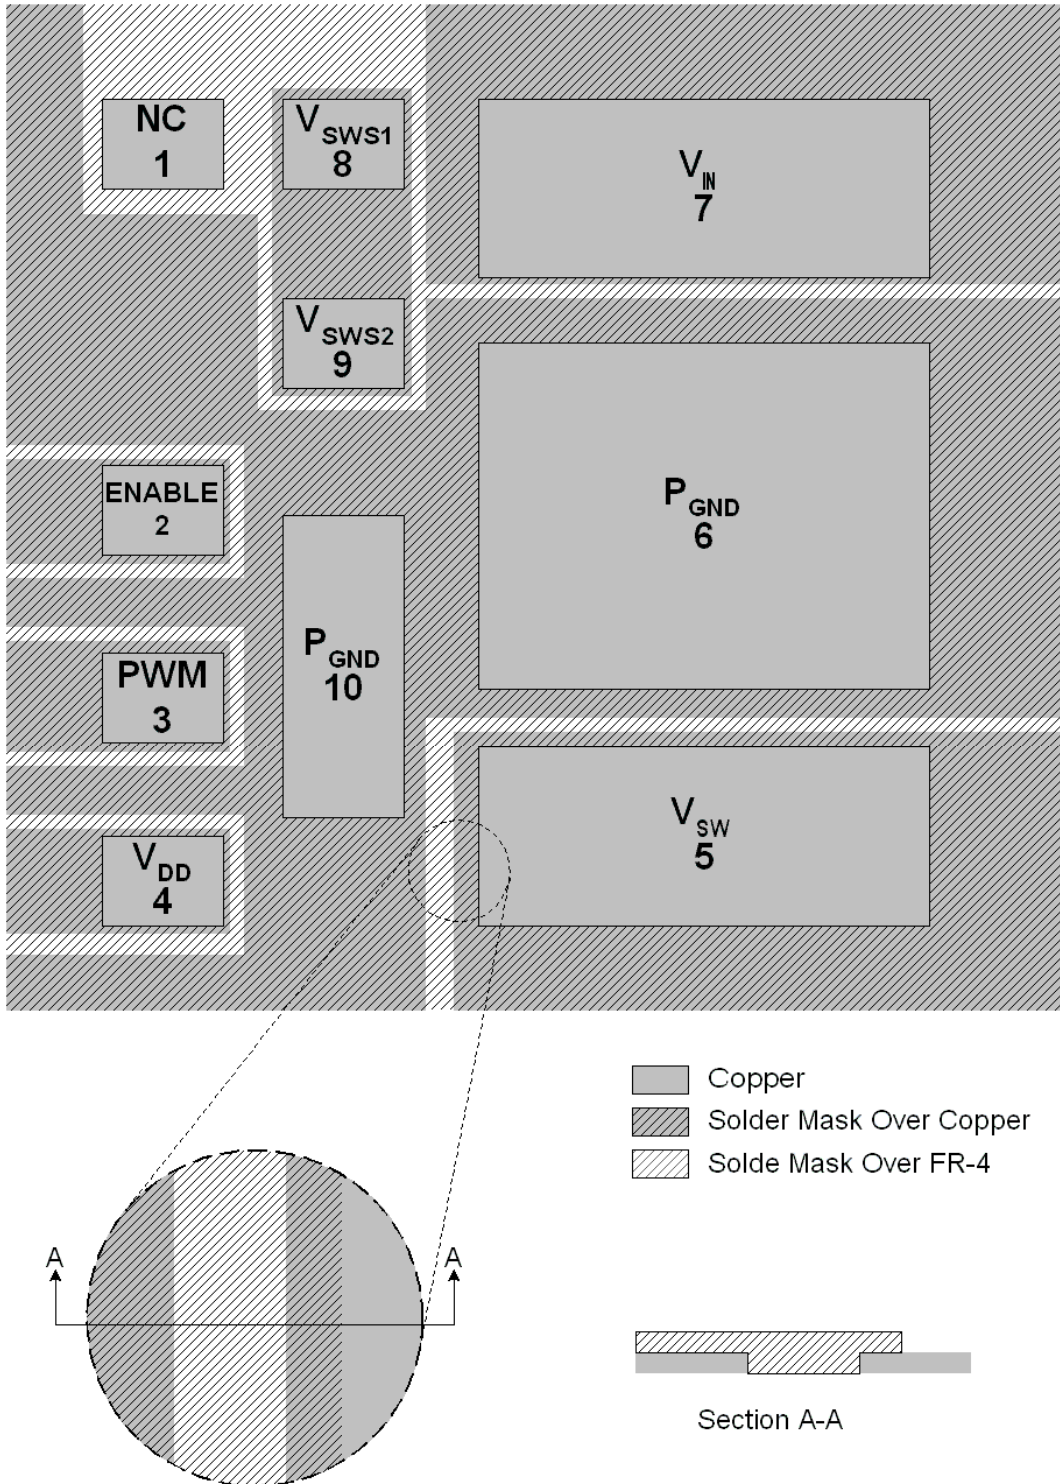 NC
1
V SWS1
8
V IN
7
V SWS2
9
ENABLE
2
P GND
6
P GND
10
PWM
3
V SW
5
V DD
4
Copper
Solder Mask Over Copper
Solde Mask Over FR-4
A A
Section A-A